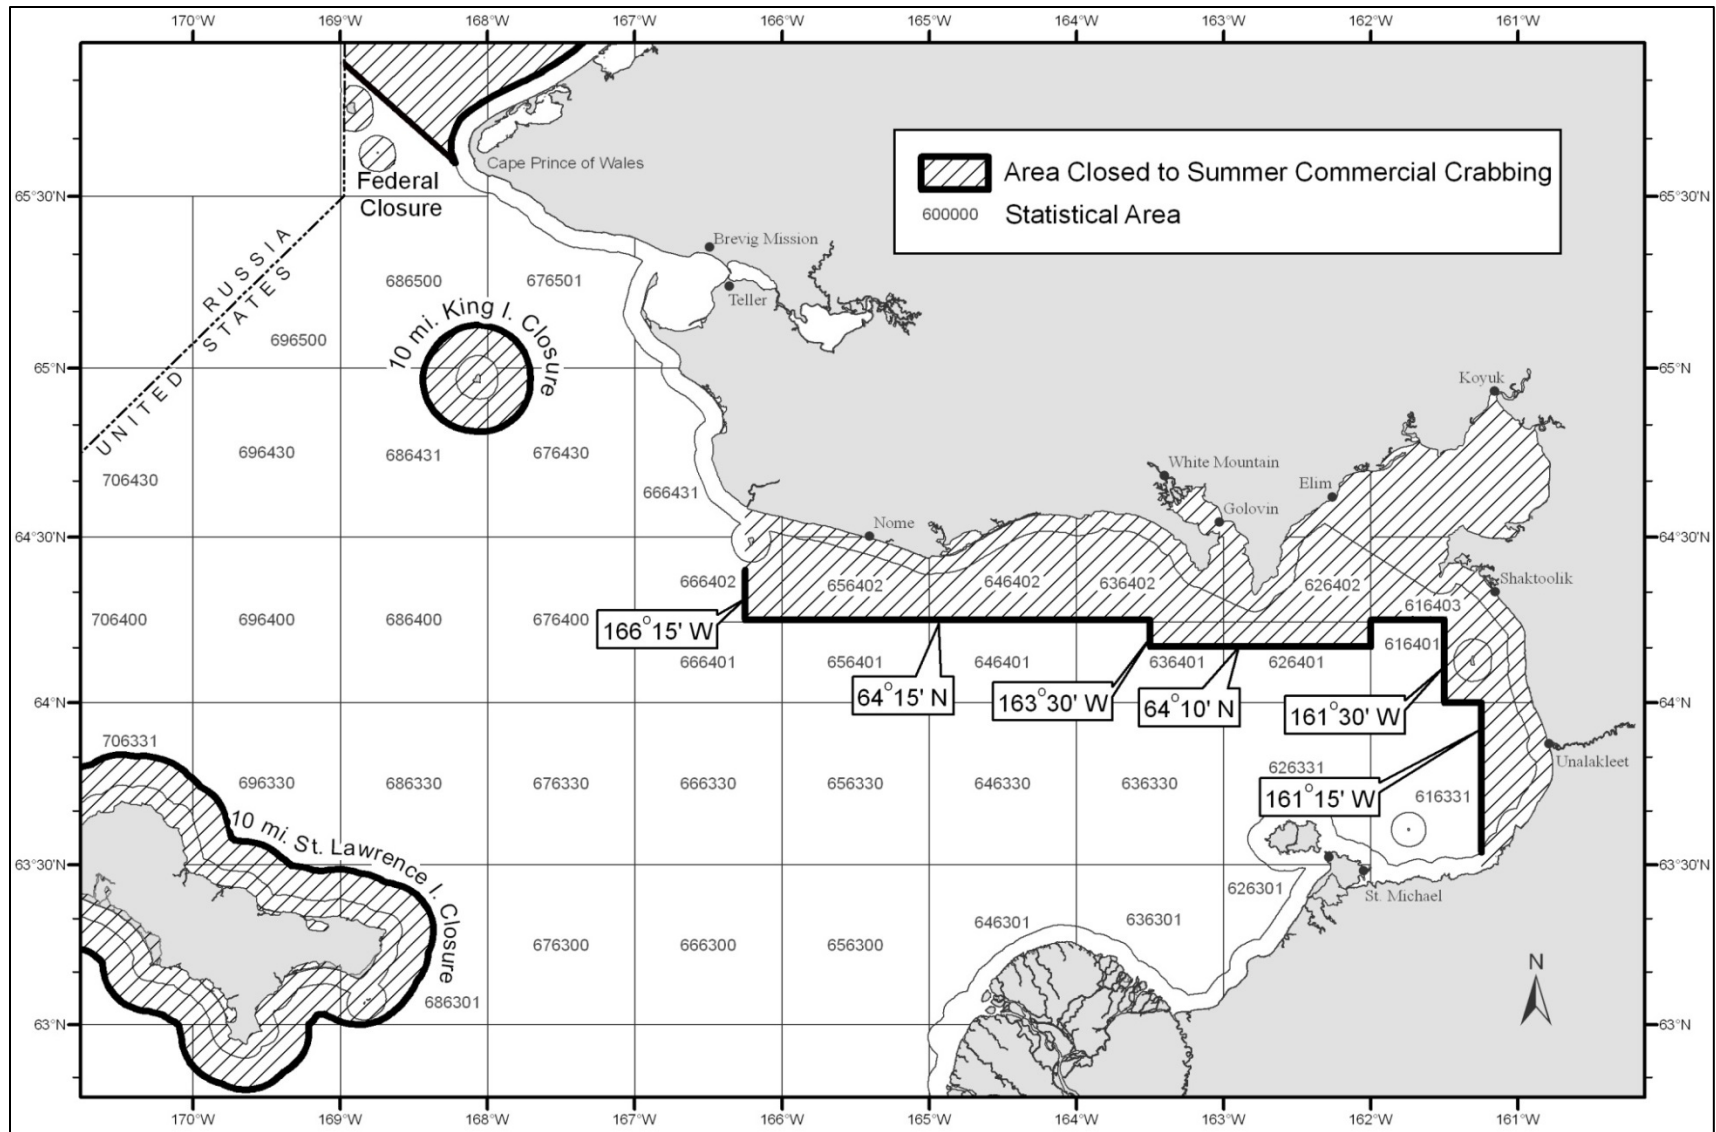 170°W 169°W 168°W 167°W 166°W 165°W 164°W 163°W 162°W 161°W
Cape Prince of Wales
Area Closed to Summer Commercial Crabbing
600000 Statistical Area
Federal
Closure
65°30'N 65°30'N
RUSSIA
UNITED STATES
Brevig Mission
Teller
686500 676501
10 mi. King I. Closure
696500
65°N 65°N
Koyuk
696430 686431 676430
706430
666431
White Mountain
Elim
Golovin
Nome
64°30'N 64°30'N
Shaktoolik
666402 656402 646402 636402 626402
616403
706400 696400 686400 676400
166°15' W
616401
666401 656401 646401 636401 626401
64°15' N
163°30' W
64°10' N
161°30' W
64°N 64°N
706331
Unalakleet
626331
696330 686330 676330 666330 656330 646330 636330
161°15' W
616331
10 mi. St. Lawrence I. Closure
63°30'N 63°30'N
626301
St. Michael
646301 636301
676300 666300 656300
686301
N
63°N 63°N
170°W 169°W 168°W 167°W 166°W 165°W 164°W 163°W 162°W 161°W